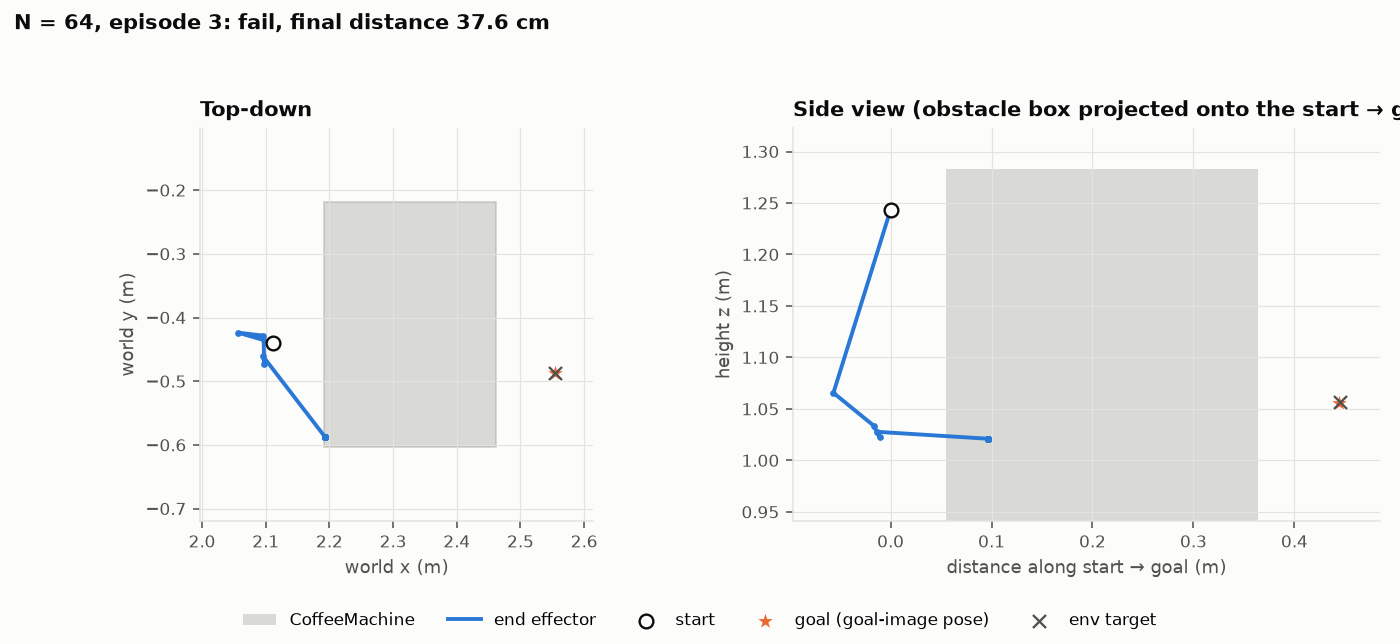 N = 64, episode 3: fail, final distance 37.6 cm
Top-down
−0.2
−0.3
−0.4
−0.5
−0.6
−0.7
world y (m)
2.0 2.1 2.2 2.3 2.4 2.5 2.6
world x (m)
Side view (obstacle box projected onto the start → g
1.30
1.25
1.20
1.15
1.10
1.05
1.00
0.95
height z (m)
0.0 0.1 0.2 0.3 0.4
distance along start → goal (m)
CoffeeMachine end effector start goal (goal-image pose) env target